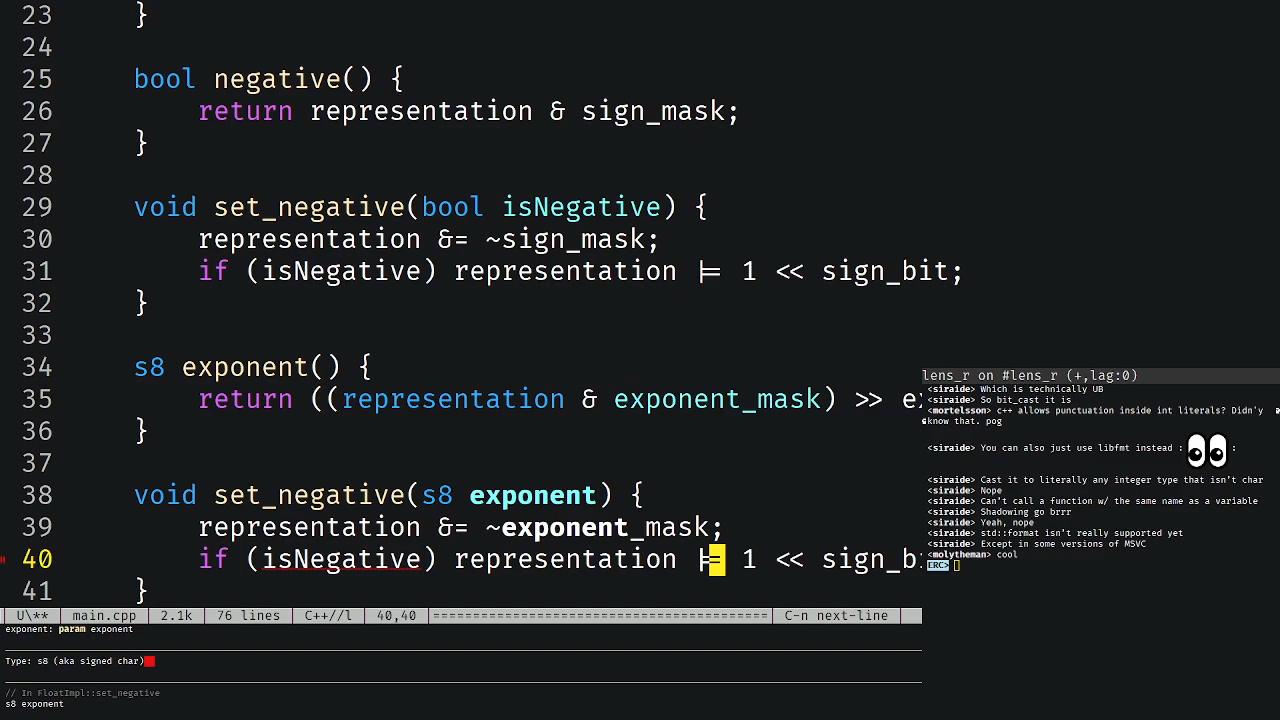 23     }
24
25     bool negative() {
26         return representation & sign_mask;
27     }
28
29     void set_negative(bool isNegative) {
30         representation &= ~sign_mask;
31         if (isNegative) representation |= 1 << sign_bit;
32     }
33
34     s8 exponent() {
35         return ((representation & exponent_mask) >> ex
36     }
37
38     void set_negative(s8 exponent) {
39         representation &= ~exponent_mask;
40         if (isNegative) representation |= 1 << sign_bi
41     }
U\** main.cpp 2.1k 76 lines C++//l 40,40 ======================================== C-n next-line
exponent: param exponent
Type: s8 (aka signed char)
// In FloatImpl::set_negative
s8 exponent
lens_r on #lens_r (+,lag:0)
<siraide> Which is technically UB
<siraide> So bit_cast it is
<mortelsson> c++ allows punctuation inside int literals? Didn'y
know that. pog
<siraide> You can also just use libfmt instead : :
<siraide> Cast it to literally any integer type that isn't char
<siraide> Nope
<siraide> Can't call a function w/ the same name as a variable
<siraide> Shadowing go brrr
<siraide> Yeah, nope
<siraide> std::format isn't really supported yet
<siraide> Except in some versions of MSVC
<molytheman> cool
ERC>